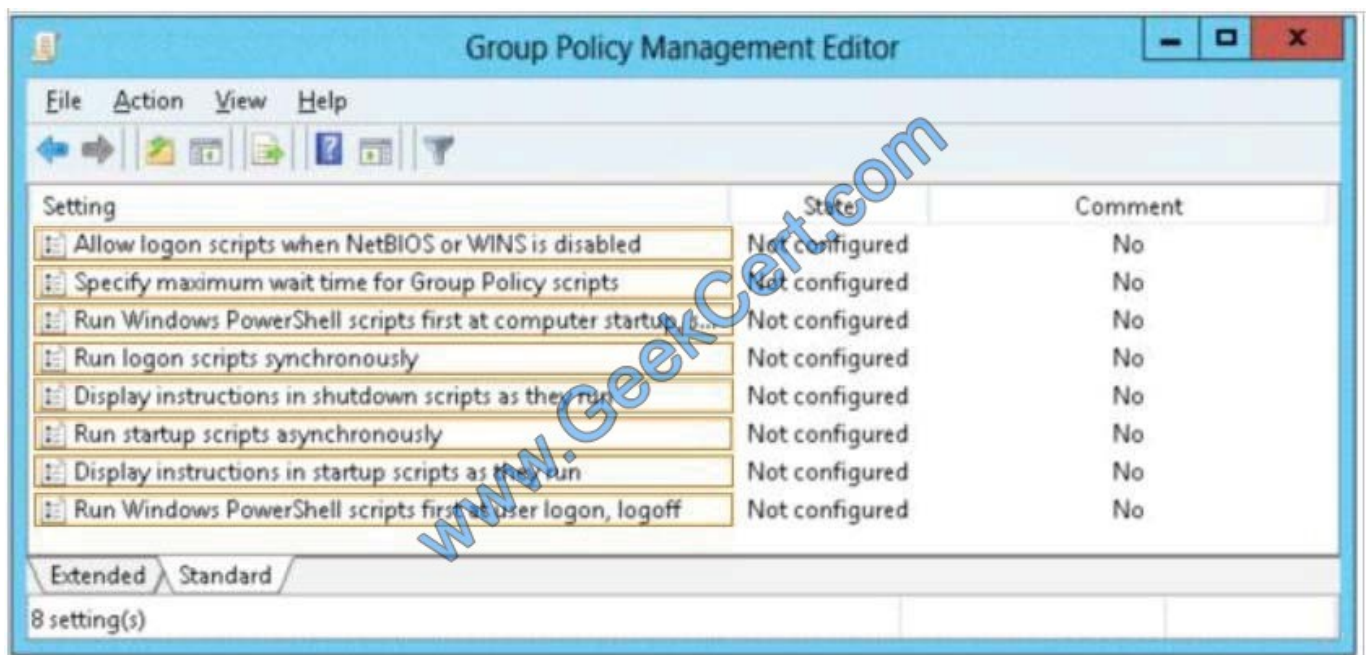 Group Policy Management Editor
File Action View Help
Setting State Comment
Allow logon scripts when NetBIOS or WINS is disabled Not configured No
Specify maximum wait time for Group Policy scripts Not configured No
Run Windows PowerShell scripts first at computer startup, s... Not configured No
Run logon scripts synchronously Not configured No
Display instructions in shutdown scripts as they run Not configured No
Run startup scripts asynchronously Not configured No
Display instructions in startup scripts as they run Not configured No
Run Windows PowerShell scripts first at user logon, logoff Not configured No
www.GeekCert.com
Extended Standard
8 setting(s)